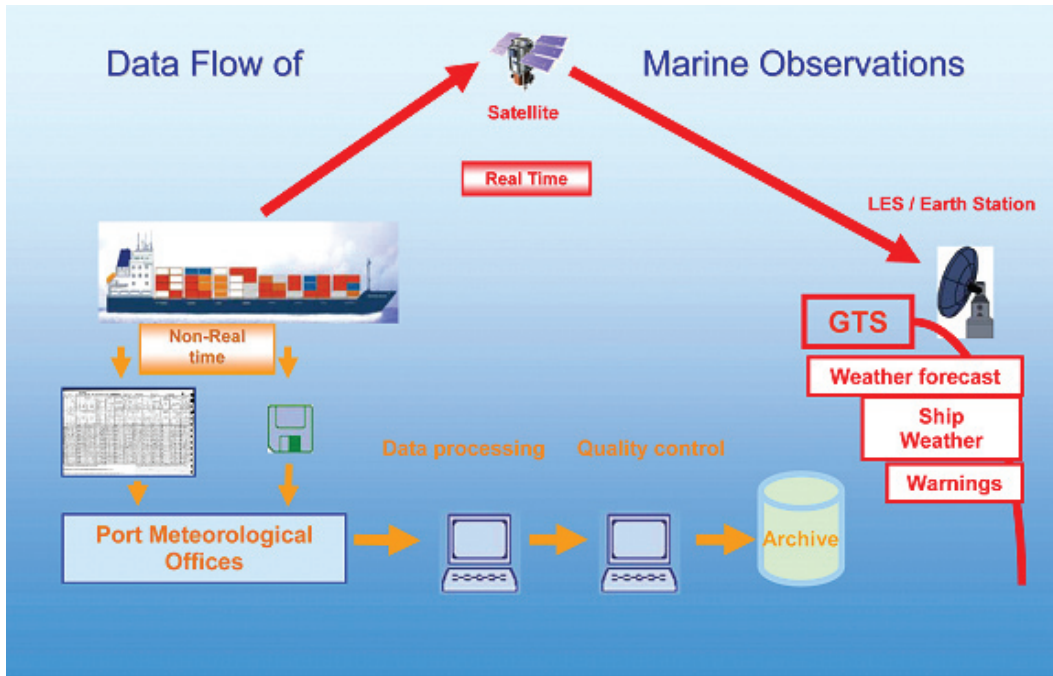 Data Flow of
Marine Observations
Satellite
Real Time
LES / Earth Station
Non-Real
time
GTS
Weather forecast
Ship
Weather
Warnings
Data processing
Quality control
Port Meteorological
Offices
Archive